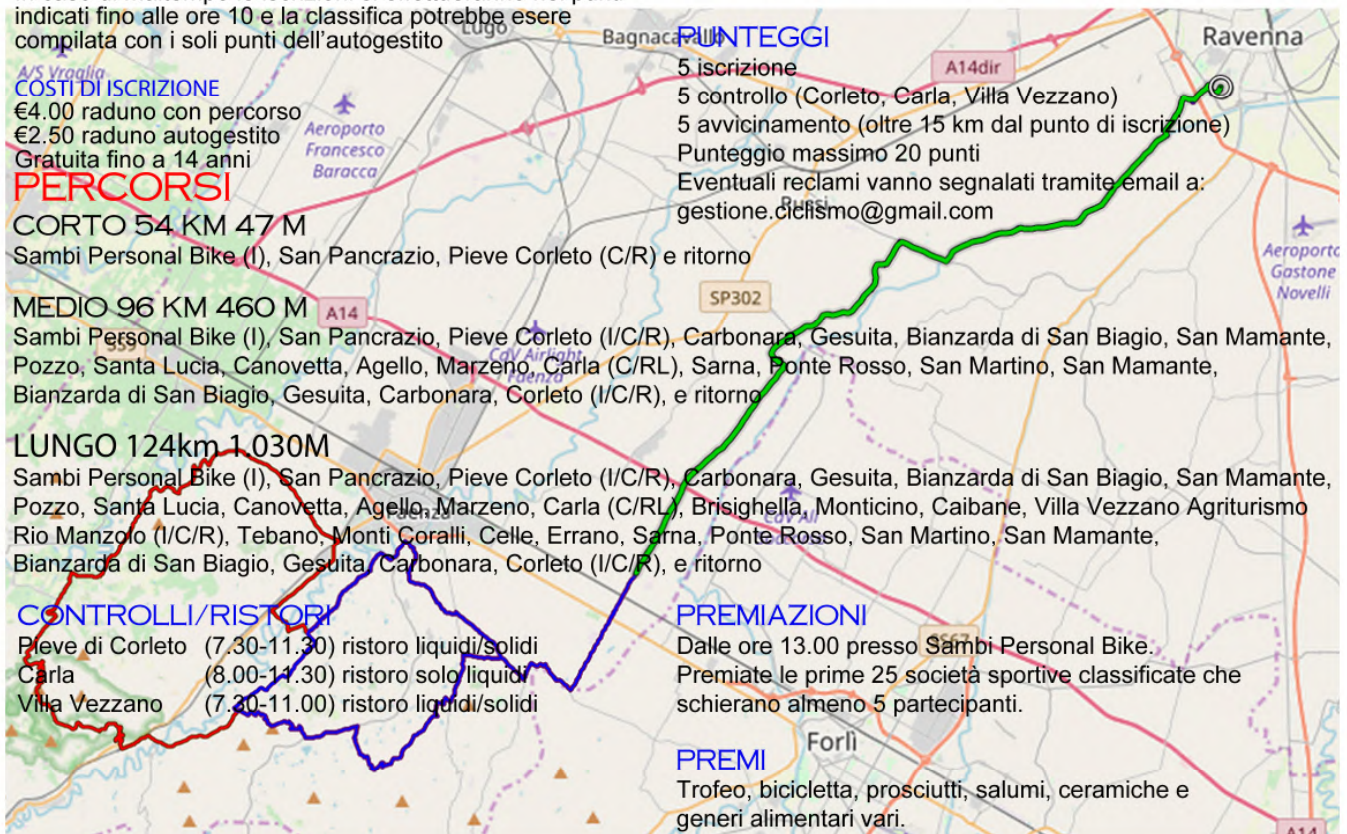 indicati fino alle ore 10 e la classifica potrebbe esere
compilata con i soli punti dell'autogestito
COSTI DI ISCRIZIONE
€4.00 raduno con percorso
€2.50 raduno autogestito
Gratuita fino a 14 anni
PERCORSI
CORTO 54 KM 47 M
Sambi Personal Bike (I), San Pancrazio, Pieve Corleto (C/R) e ritorno
MEDIO 96 KM 460 M
Sambi Personal Bike (I), San Pancrazio, Pieve Corleto (I/C/R), Carbonara, Gesuita, Bianzarda di San Biagio, San Mamante,
Pozzo, Santa Lucia, Canovetta, Agello, Marzeno, Carla (C/RL), Sarna, Ponte Rosso, San Martino, San Mamante,
Bianzarda di San Biagio, Gesuita, Carbonara, Corleto (I/C/R), e ritorno
LUNGO 124km 1.030M
Sambi Personal Bike (I), San Pancrazio, Pieve Corleto (I/C/R), Carbonara, Gesuita, Bianzarda di San Biagio, San Mamante,
Pozzo, Santa Lucia, Canovetta, Agello, Marzeno, Carla (C/RL), Brisighella, Monticino, Caibane, Villa Vezzano Agriturismo
Rio Manzolo (I/C/R), Tebano, Monti Coralli, Celle, Errano, Sarna, Ponte Rosso, San Martino, San Mamante,
Bianzarda di San Biagio, Gesuita, Carbonara, Corleto (I/C/R), e ritorno
CONTROLLI/RISTORI
Pieve di Corleto (7.30-11.30) ristoro liquidi/solidi
Carla (8.00-11.30) ristoro solo liquidi
Villa Vezzano (7.30-11.00) ristoro liquidi/solidi
PUNTEGGI
5 iscrizione
5 controllo (Corleto, Carla, Villa Vezzano)
5 avvicinamento (oltre 15 km dal punto di iscrizione)
Punteggio massimo 20 punti
Eventuali reclami vanno segnalati tramite email a:
gestione.ciclismo@gmail.com
PREMIAZIONI
Dalle ore 13.00 presso Sambi Personal Bike.
Premiate le prime 25 società sportive classificate che
schierano almeno 5 partecipanti.
PREMI
Trofeo, bicicletta, prosciutti, salumi, ceramiche e
generi alimentari vari.
Lugo
Bagnacavallo
Ravenna
A14dir
A/S Vraglia
Aeroporto
Francesco
Baracca
Russi
Aeroporto
Gastone
Novelli
SP302
A14
CdV Airlight
Faenza
Faenza
SS67
Forlì
A14